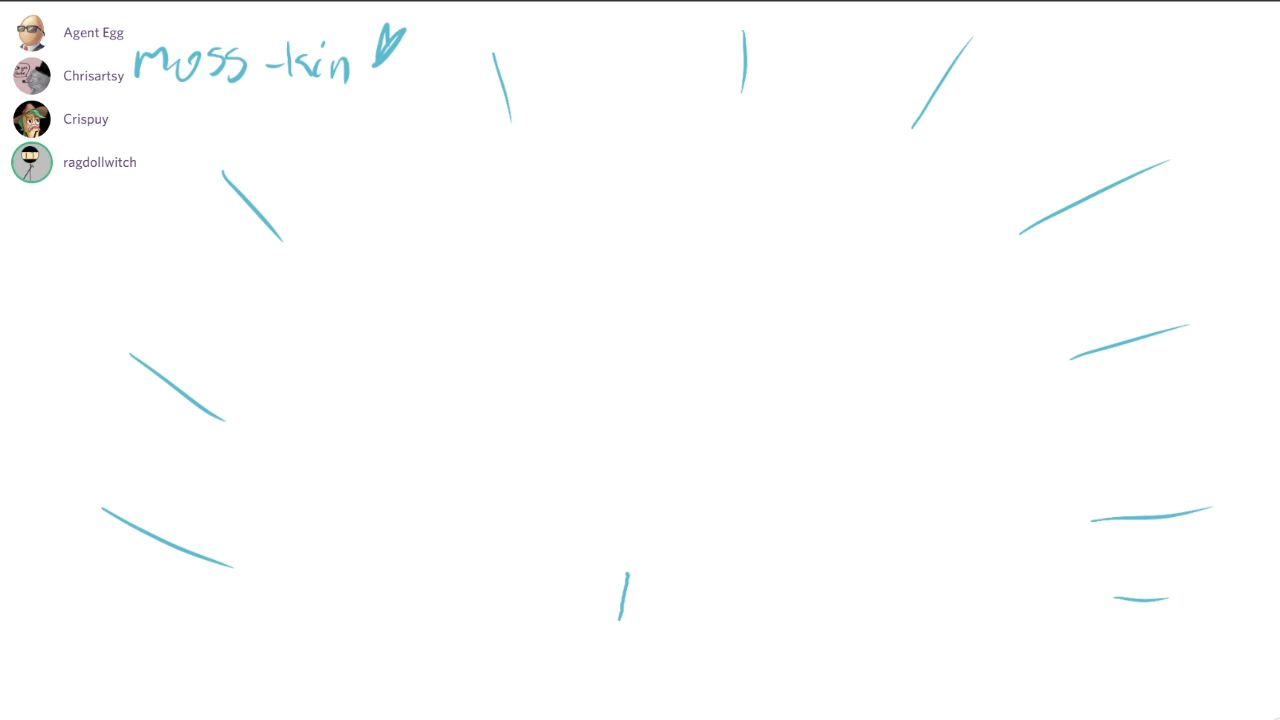 Agent Egg
moss-kin
Chrisartsy
Crispuy
ragdollwitch